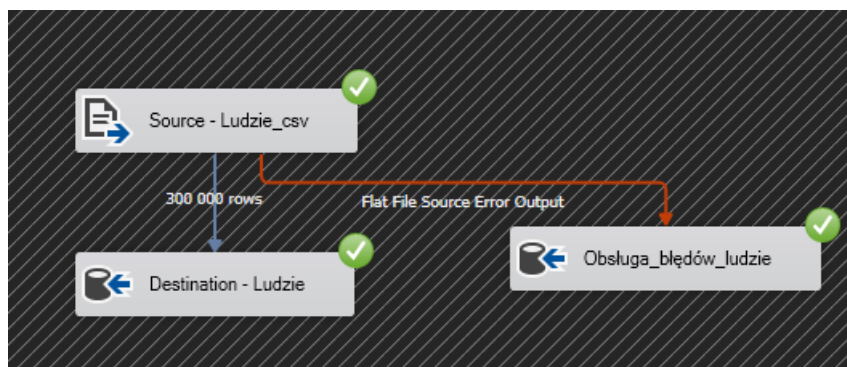 Source - Ludzie_csv
300 000 rows
Flat File Source Error Output
Obsługa_błędów_ludzie
Destination - Ludzie